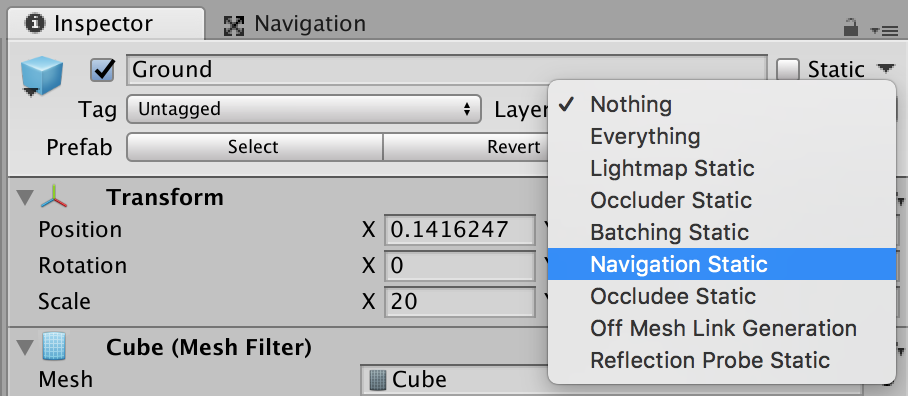 Inspector Navigation
Ground Static
Tag Untagged Layer
Nothing
Everything
Prefab Select Revert
Lightmap Static
Transform
Occluder Static
Position X 0.1416247
Batching Static
Rotation X 0
Navigation Static
Scale X 20
Occludee Static
Off Mesh Link Generation
Cube (Mesh Filter)
Reflection Probe Static
Mesh Cube